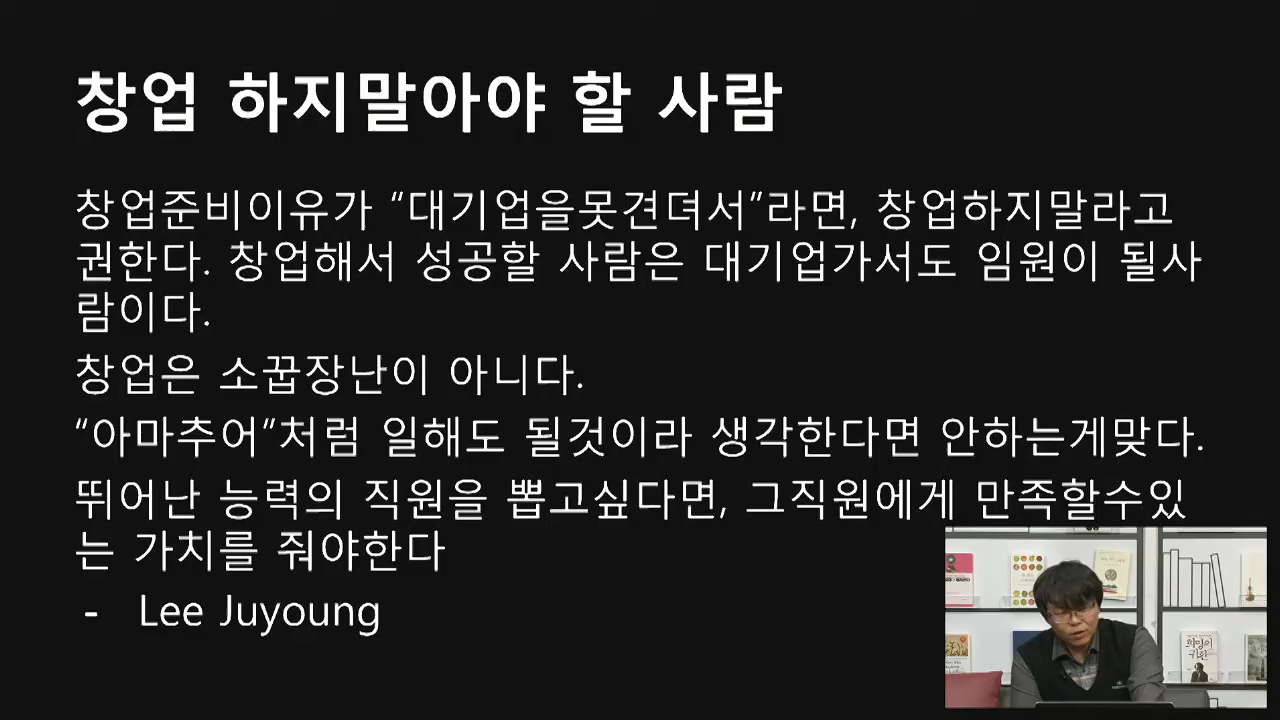 창업 하지말아야 할 사람
창업준비이유가 “대기업을못견뎌서”라면, 창업하지말라고
권한다. 창업해서 성공할 사람은 대기업가서도 임원이 될사
람이다.
창업은 소꿉장난이 아니다.
“아마추어”처럼 일해도 될것이라 생각한다면 안하는게맞다.
뛰어난 능력의 직원을 뽑고싶다면, 그직원에게 만족할수있
는 가치를 줘야한다
- Lee Juyoung
희망의
귀환